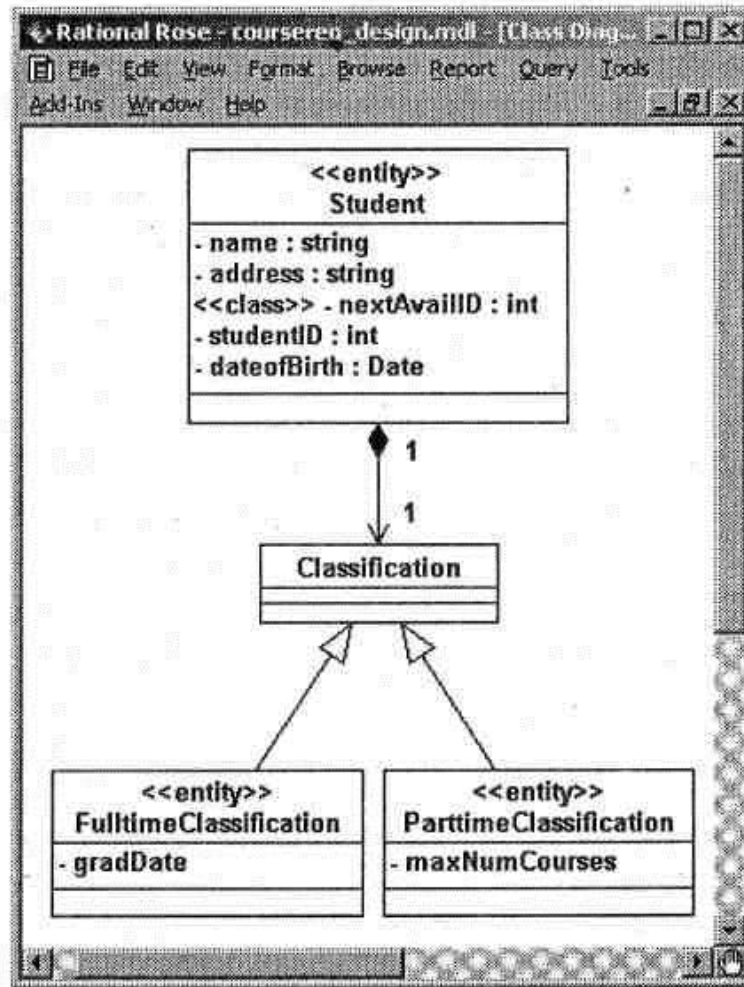 Rational Rose - coursereg_design.mdl - [Class Diag...
File Edit View Format Browse Report Query Tools
Add-Ins Window Help
<<entity>>
Student
- name : string
- address : string
<<class>> - nextAvailID : int
- studentID : int
- dateofBirth : Date
1
1
Classification
<<entity>>
FulltimeClassification
- gradDate
<<entity>>
ParttimeClassification
- maxNumCourses